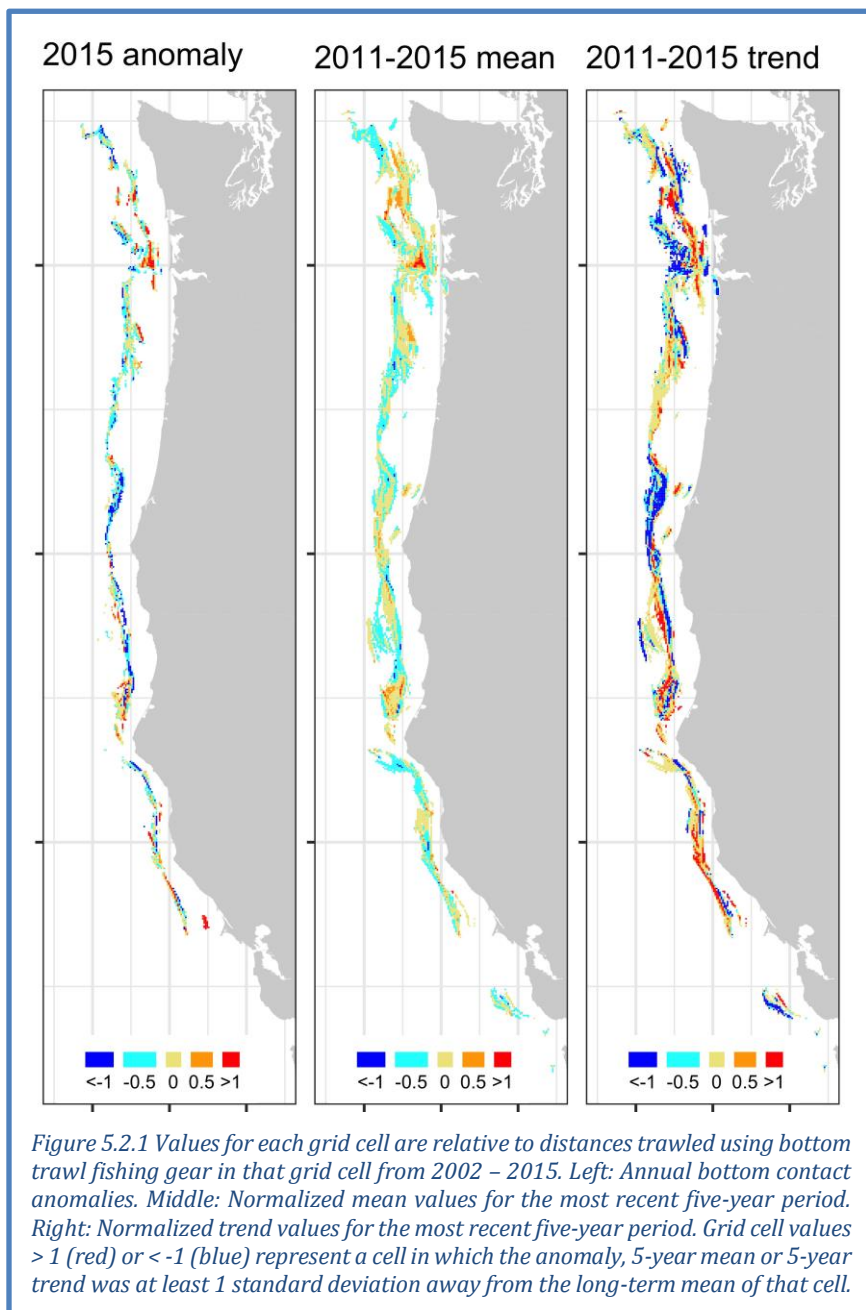 2015 anomaly
2011-2015 mean
2011-2015 trend
<-1 -0.5 0 0.5 >1
<-1 -0.5 0 0.5 >1
<-1 -0.5 0 0.5 >1
Figure 5.2.1 Values for each grid cell are relative to distances trawled using bottom
trawl fishing gear in that grid cell from 2002 – 2015. Left: Annual bottom contact
anomalies. Middle: Normalized mean values for the most recent five-year period.
Right: Normalized trend values for the most recent five-year period. Grid cell values
> 1 (red) or < -1 (blue) represent a cell in which the anomaly, 5-year mean or 5-year
trend was at least 1 standard deviation away from the long-term mean of that cell.